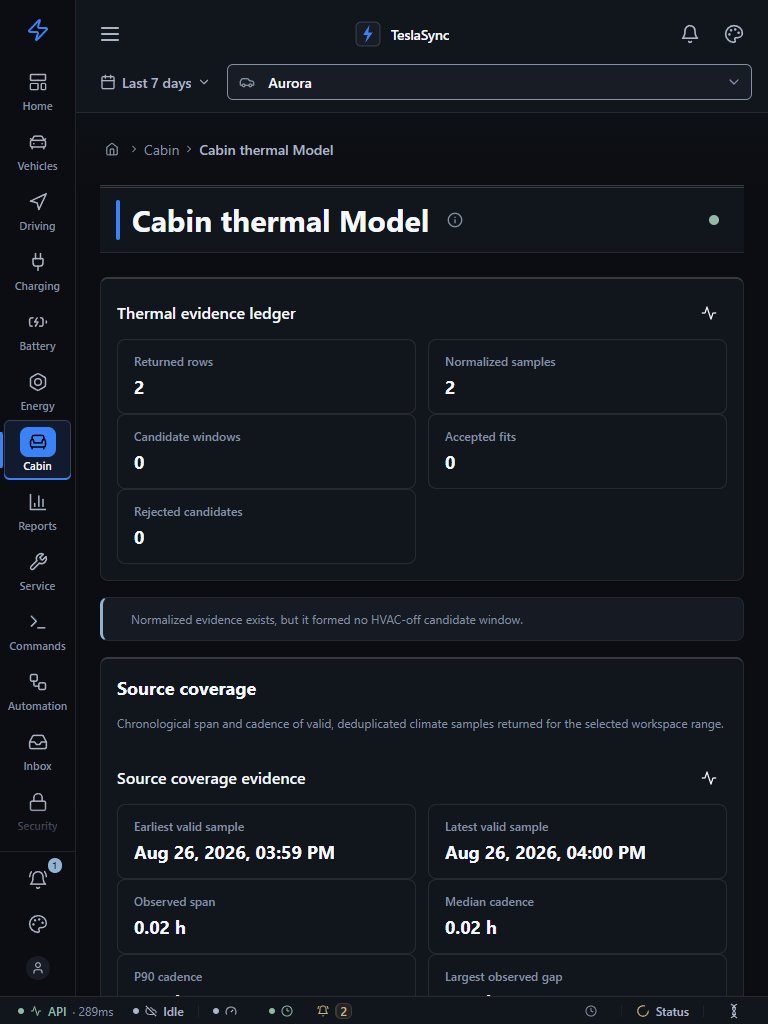 TeslaSync
Last 7 days
Aurora
Home
Vehicles
Driving
Charging
Battery
Energy
Cabin
Reports
Service
Commands
Automation
Inbox
Security
1
Cabin
Cabin thermal Model
Cabin thermal Model
Thermal evidence ledger
Returned rows
2
Normalized samples
2
Candidate windows
0
Accepted fits
0
Rejected candidates
0
Normalized evidence exists, but it formed no HVAC-off candidate window.
Source coverage
Chronological span and cadence of valid, deduplicated climate samples returned for the selected workspace range.
Source coverage evidence
Earliest valid sample
Aug 26, 2026, 03:59 PM
Latest valid sample
Aug 26, 2026, 04:00 PM
Observed span
0.02 h
Median cadence
0.02 h
P90 cadence
Largest observed gap
API · 289ms
Idle
2
Status